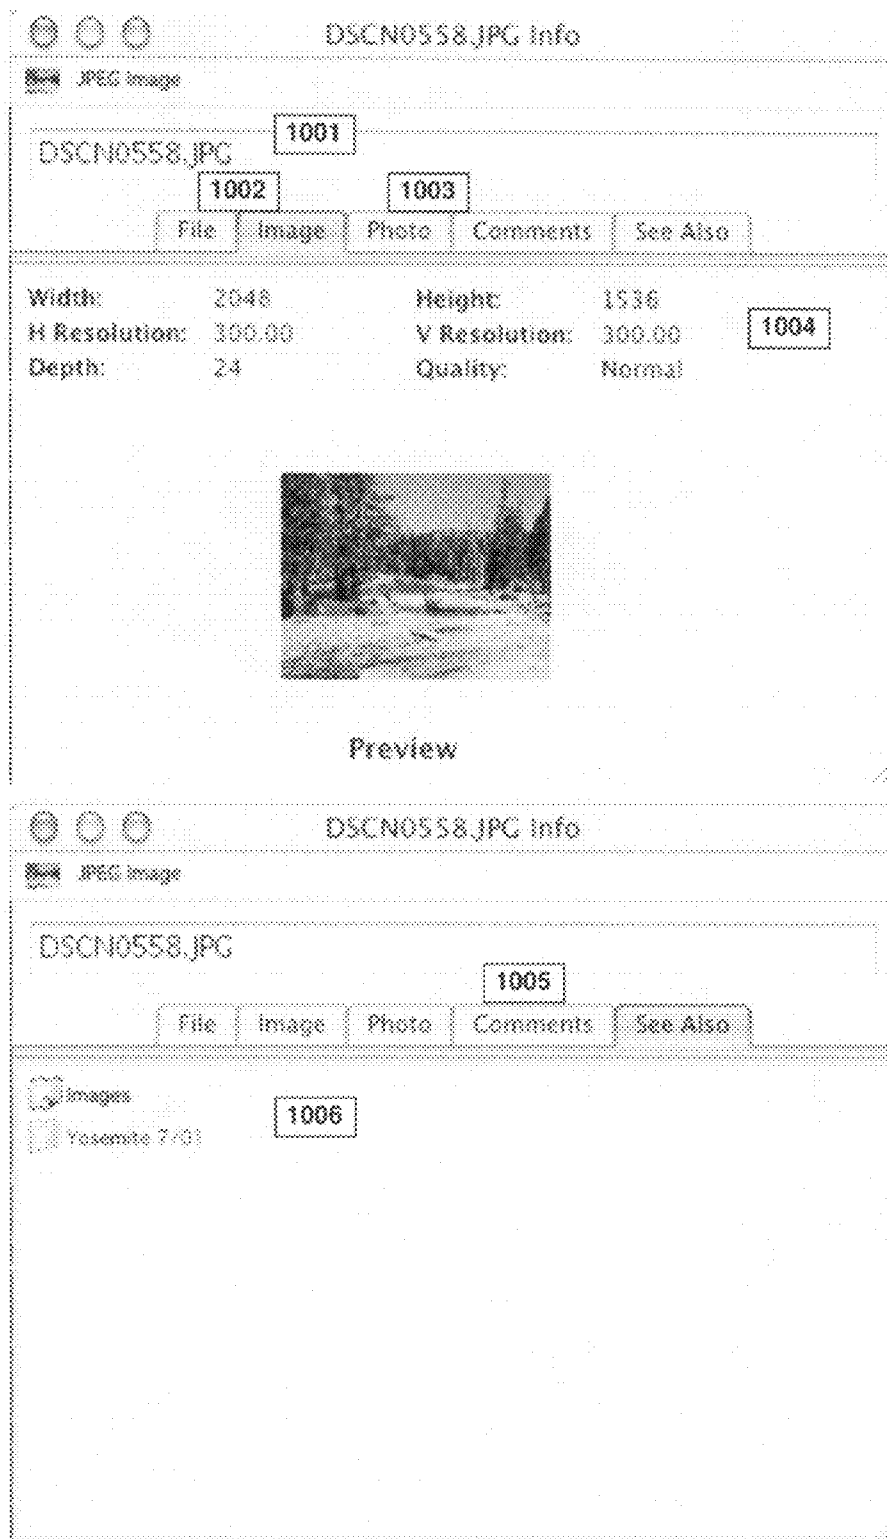 DSCN0558.JPG Info
JPEG Image
1001
DSCN0558.JPG
1002 1003
File Image Photo Comments See Also
Width: 2048 Height: 1536
1004
H Resolution: 300.00 V Resolution: 300.00
Depth: 24 Quality: Normal
Preview
DSCN0558.JPG Info
JPEG Image
DSCN0558.JPG
1005
File Image Photo Comments See Also
Images
1006
Yosemite 7/01